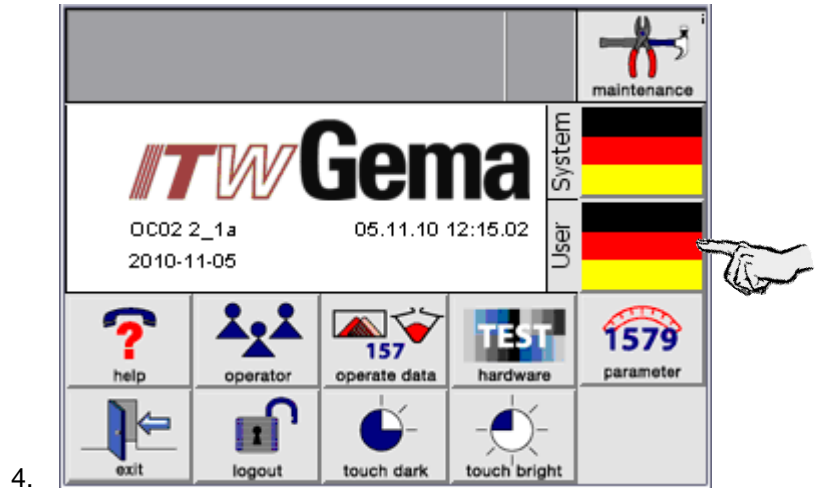 i
maintenance
ITW Gema
System
OC02 2_1a 05.11.10 12:15.02
2010-11-05
User
? TEST 1579
157
help operator operate data hardware parameter
exit logout touch dark touch bright
4.